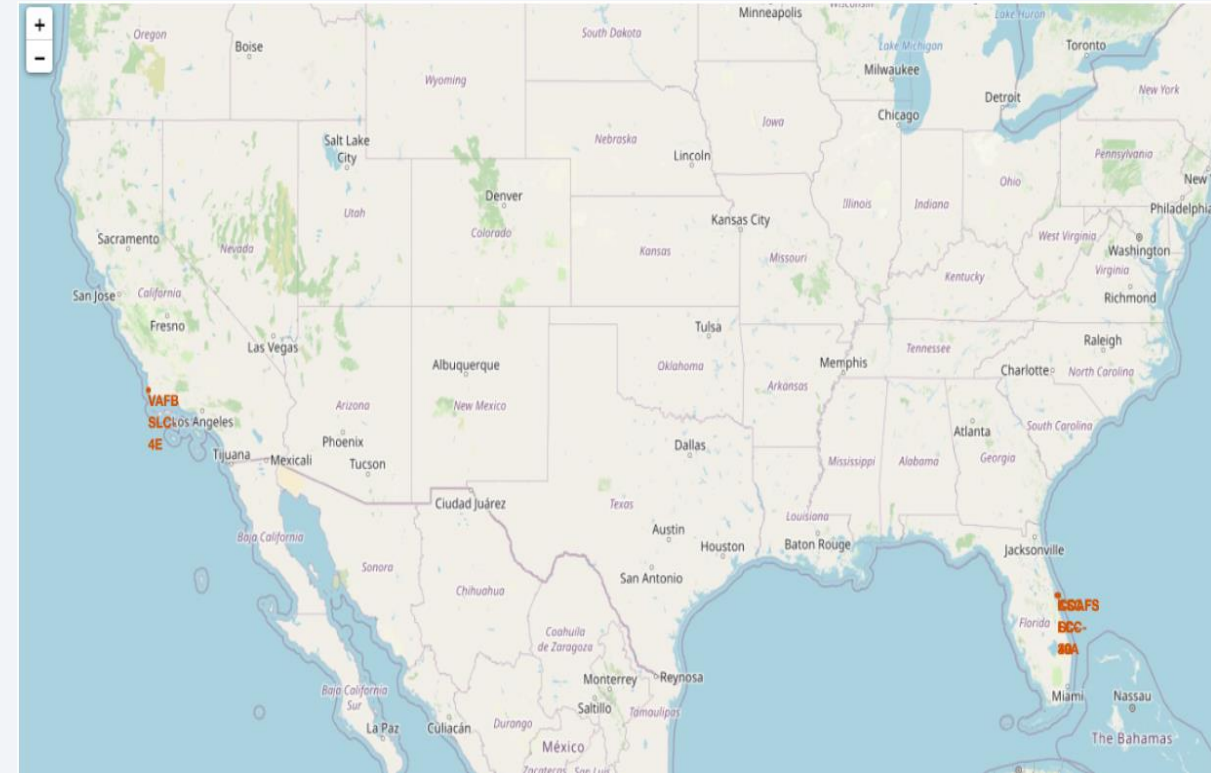 +
−
Minneapolis
Wisconsin
Lake Huron
Oregon
Boise
South Dakota
Lake Michigan
Toronto
Milwaukee
Wyoming
New York
Detroit
Chicago
Iowa
Salt Lake
City
Nebraska
Lincoln
Pennsylvania
Ohio
New
Denver
Illinois
Indiana
Philadelphia
Utah
Kansas City
Sacramento
Colorado
Nevada
Kansas
Missouri
West Virginia
Washington
Virginia
Kentucky
San Jose
California
Richmond
Fresno
Tulsa
Las Vegas
Raleigh
Tennessee
Albuquerque
Oklahoma
Memphis
Charlotte
North Carolina
Arkansas
VAFB
SLC-
4E
Los Angeles
Arizona
New Mexico
South Carolina
Atlanta
Phoenix
Dallas
Tijuana
Mexicali
Tucson
Mississippi
Alabama
Georgia
Ciudad Juárez
Texas
Louisiana
Austin
Baja California
Houston
Baton Rouge
Jacksonville
Sonora
San Antonio
Chihuahua
Florida
Coahuila
de Zaragoza
Monterrey
Reynosa
Baja California
Sur
Saltillo
Tamaulipas
Miami
Nassau
La Paz
Culiacán
Durango
The Bahamas
México
Zacatecas
San Luis